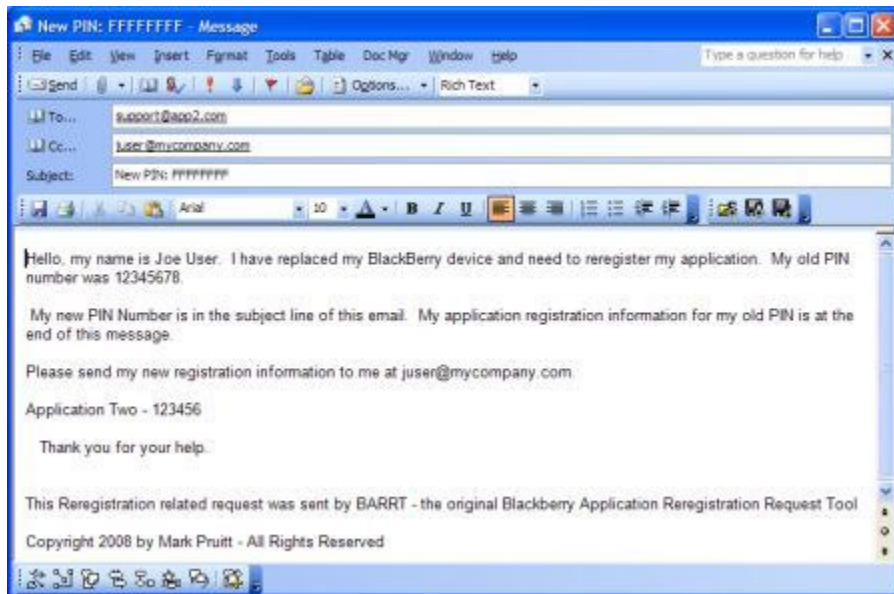 New PIN: FFFFFFFF - Message
File Edit View Insert Format Tools Table Doc Mgr Window Help Type a question for help
Send Options... Rich Text
To... support@app2.com
Cc... juser@mycompany.com
Subject: New PIN: FFFFFFFF
Arial 10 A B I U
Hello, my name is Joe User. I have replaced my BlackBerry device and need to reregister my application. My old PIN
number was 12345678.
My new PIN Number is in the subject line of this email. My application registration information for my old PIN is at the
end of this message.
Please send my new registration information to me at juser@mycompany.com.
Application Two - 123456
Thank you for your help.
This Reregistration related request was sent by BARRT - the original Blackberry Application Reregistration Request Tool
Copyright 2008 by Mark Pruitt - All Rights Reserved